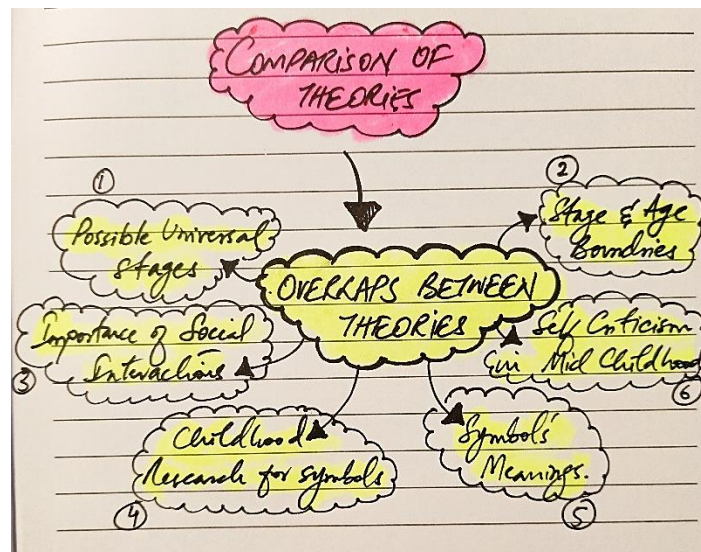 COMPARISON OF
THEORIES
1
Possible Universal
stages
2
Stage & Age
Boundries
OVERLAPS BETWEEN
THEORIES
3
Importance of Social
Interactions
Self Criticism
in Mid Childhood
6
Childhood
Research for symbols
4
Symbol's
Meanings.
5